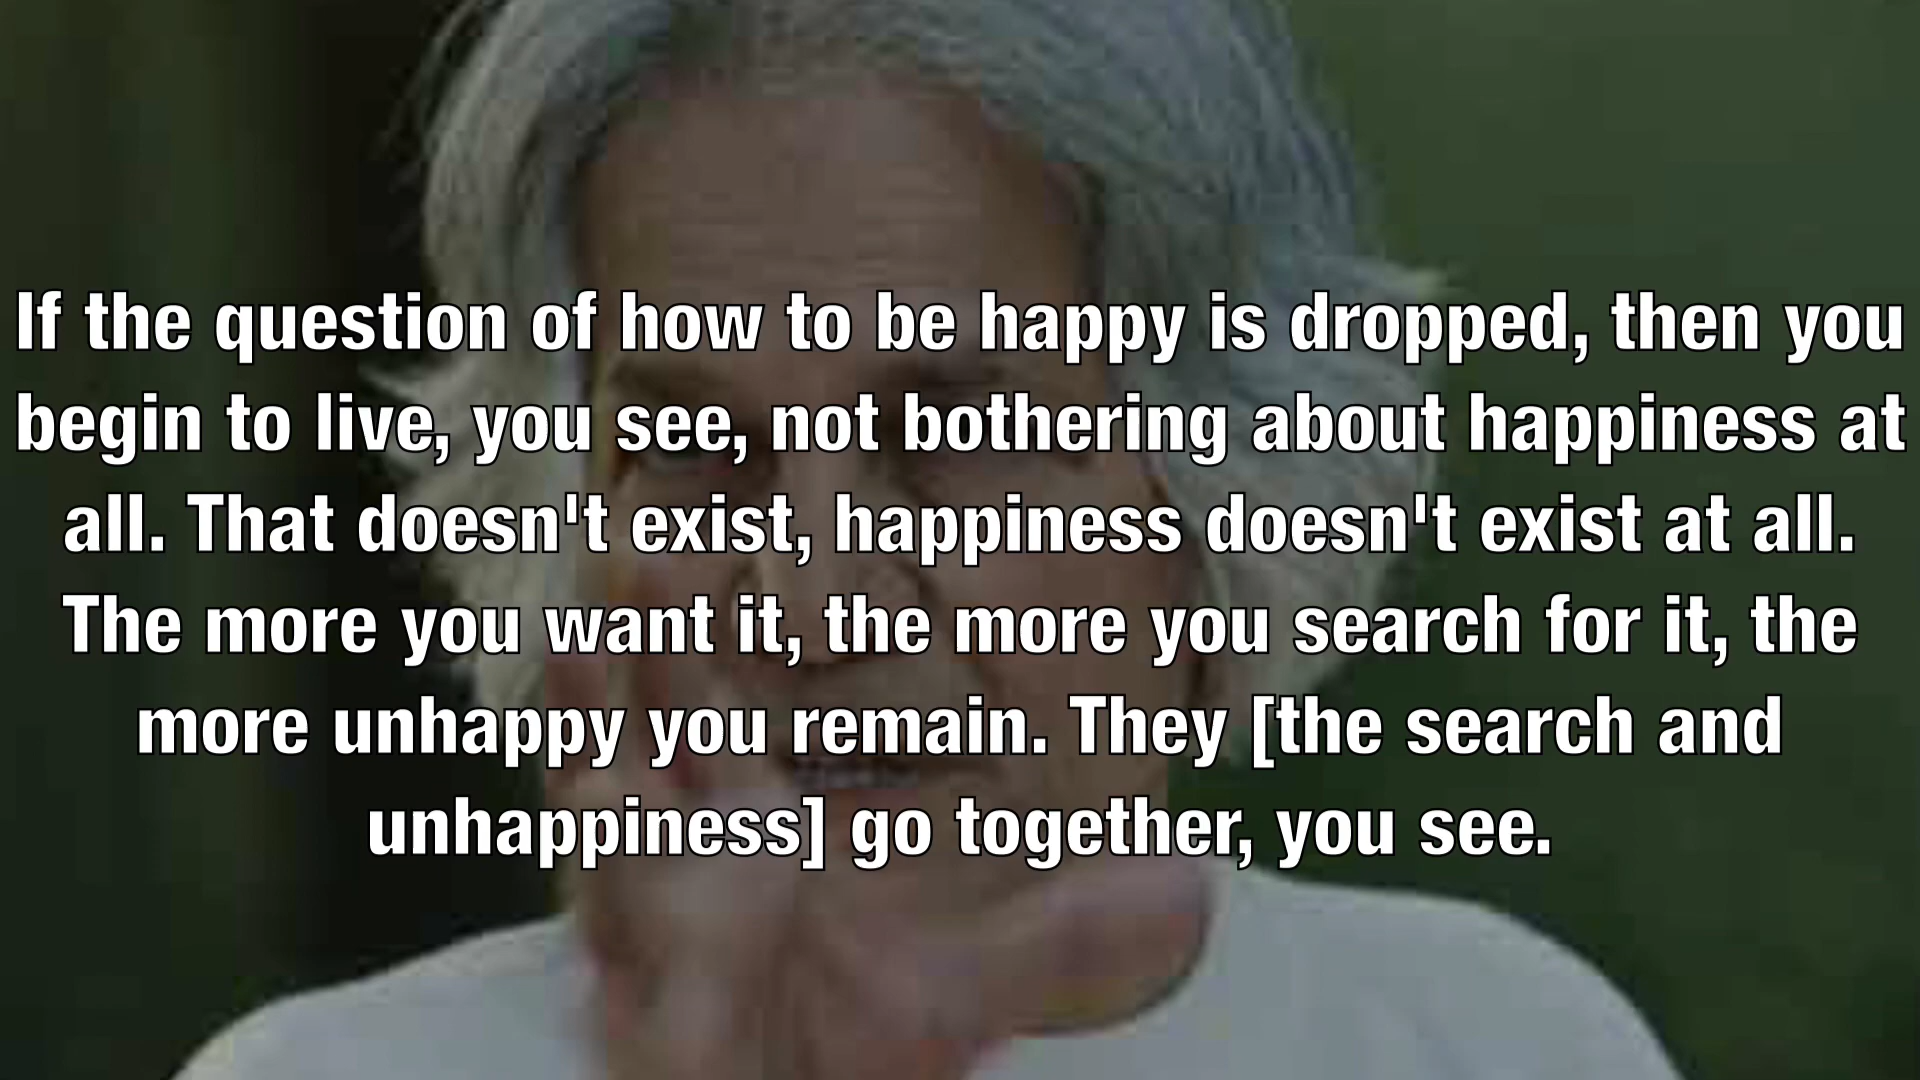 If the question of how to be happy is dropped, then you
begin to live, you see, not bothering about happiness at
all. That doesn't exist, happiness doesn't exist at all.
The more you want it, the more you search for it, the
more unhappy you remain. They [the search and
unhappiness] go together, you see.